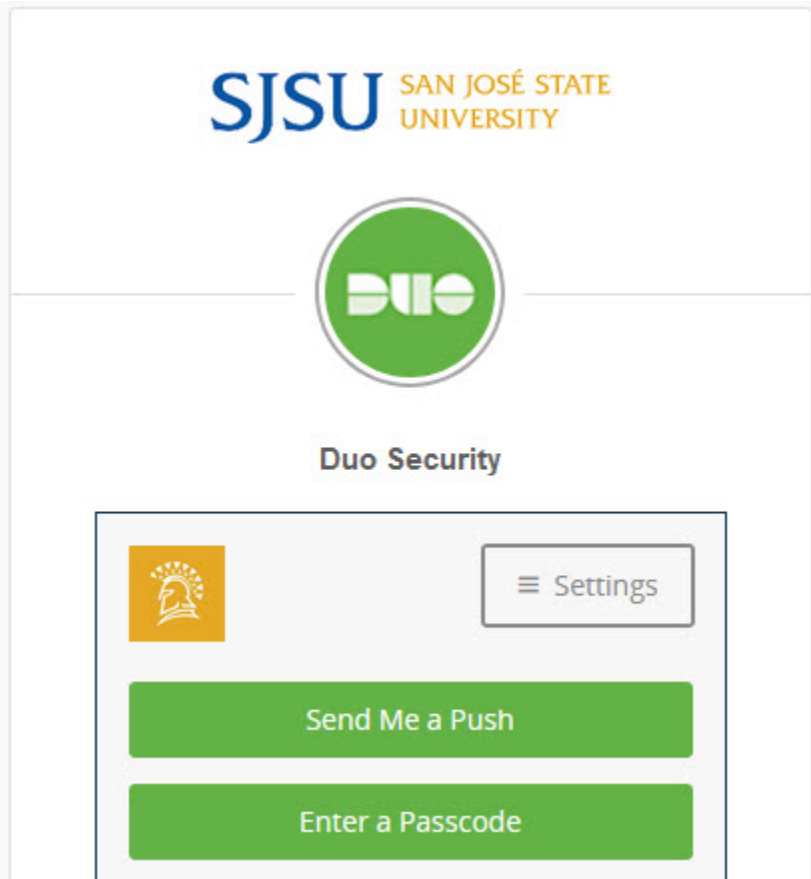 SJSU SAN JOSÉ STATE
UNIVERSITY
DUO
Duo Security
≡ Settings
Send Me a Push
Enter a Passcode